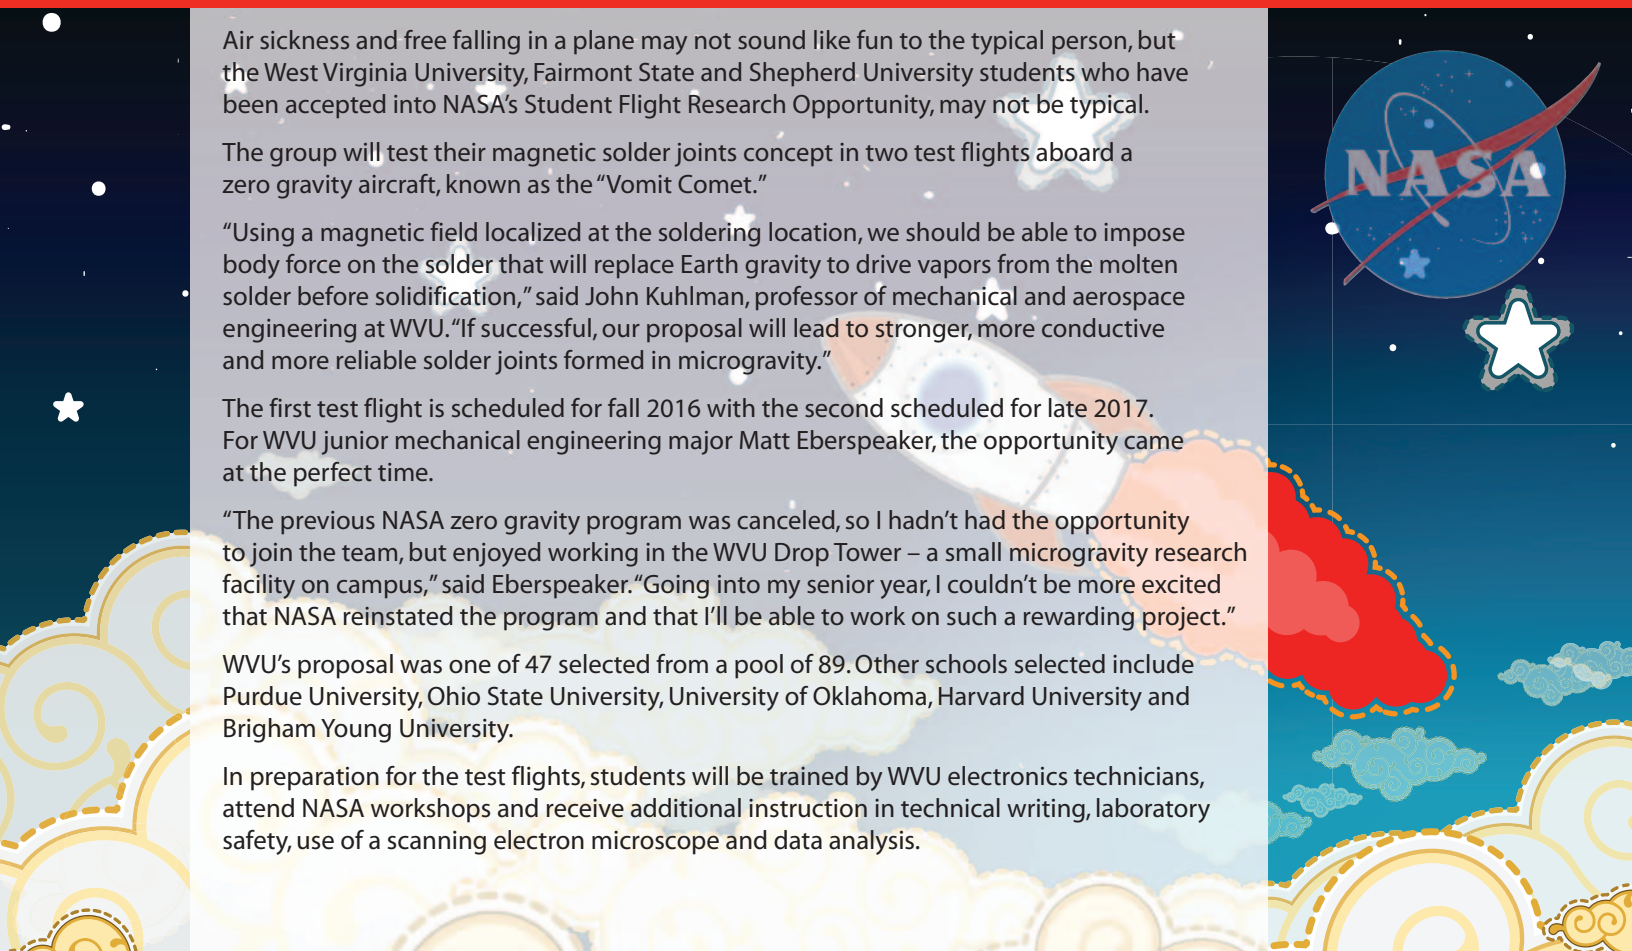 Air sickness and free falling in a plane may not sound like fun to the typical person, but
the West Virginia University, Fairmont State and Shepherd University students who have
been accepted into NASA’s Student Flight Research Opportunity, may not be typical.
The group will test their magnetic solder joints concept in two test flights aboard a
zero gravity aircraft, known as the “Vomit Comet.”
“Using a magnetic field localized at the soldering location, we should be able to impose
body force on the solder that will replace Earth gravity to drive vapors from the molten
solder before solidification,” said John Kuhlman, professor of mechanical and aerospace
engineering at WVU. “If successful, our proposal will lead to stronger, more conductive
and more reliable solder joints formed in microgravity.”
The first test flight is scheduled for fall 2016 with the second scheduled for late 2017.
For WVU junior mechanical engineering major Matt Eberspeaker, the opportunity came
at the perfect time.
“The previous NASA zero gravity program was canceled, so I hadn’t had the opportunity
to join the team, but enjoyed working in the WVU Drop Tower – a small microgravity research
facility on campus,” said Eberspeaker. “Going into my senior year, I couldn’t be more excited
that NASA reinstated the program and that I’ll be able to work on such a rewarding project.”
WVU’s proposal was one of 47 selected from a pool of 89. Other schools selected include
Purdue University, Ohio State University, University of Oklahoma, Harvard University and
Brigham Young University.
In preparation for the test flights, students will be trained by WVU electronics technicians,
attend NASA workshops and receive additional instruction in technical writing, laboratory
safety, use of a scanning electron microscope and data analysis.
NASA